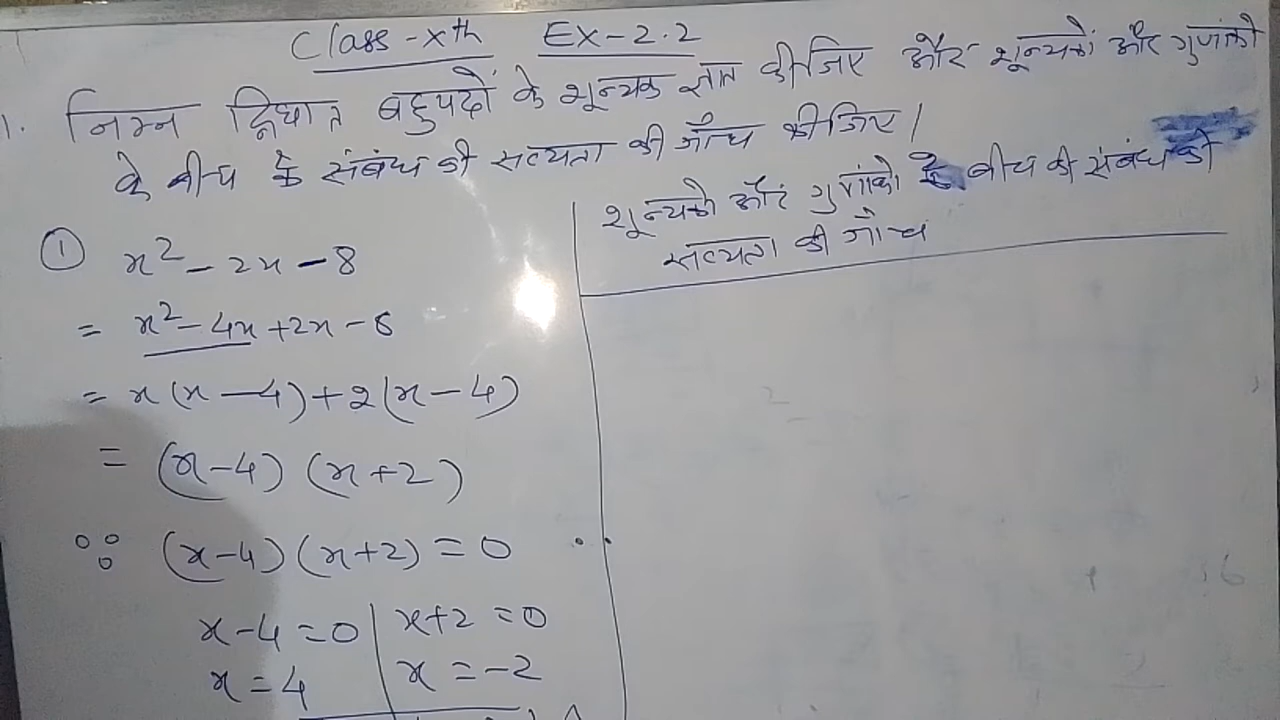 Class-Xth Ex-2.2
1. निम्न द्विघात बहुपदों के शून्यक ज्ञात कीजिए और शून्यकों और गुणांको
के बीच के संबंध की सत्यता की जाँच कीजिए।
① x² - 2x - 8
= x² - 4x + 2x - 8
= x(x - 4) + 2(x - 4)
= (x - 4) (x + 2)
∵ (x - 4) (x + 2) = 0
x - 4 = 0 | x + 2 = 0
x = 4 | x = -2
शून्यको और गुणांको के बीच की संबंध की
सत्यता की जाँच